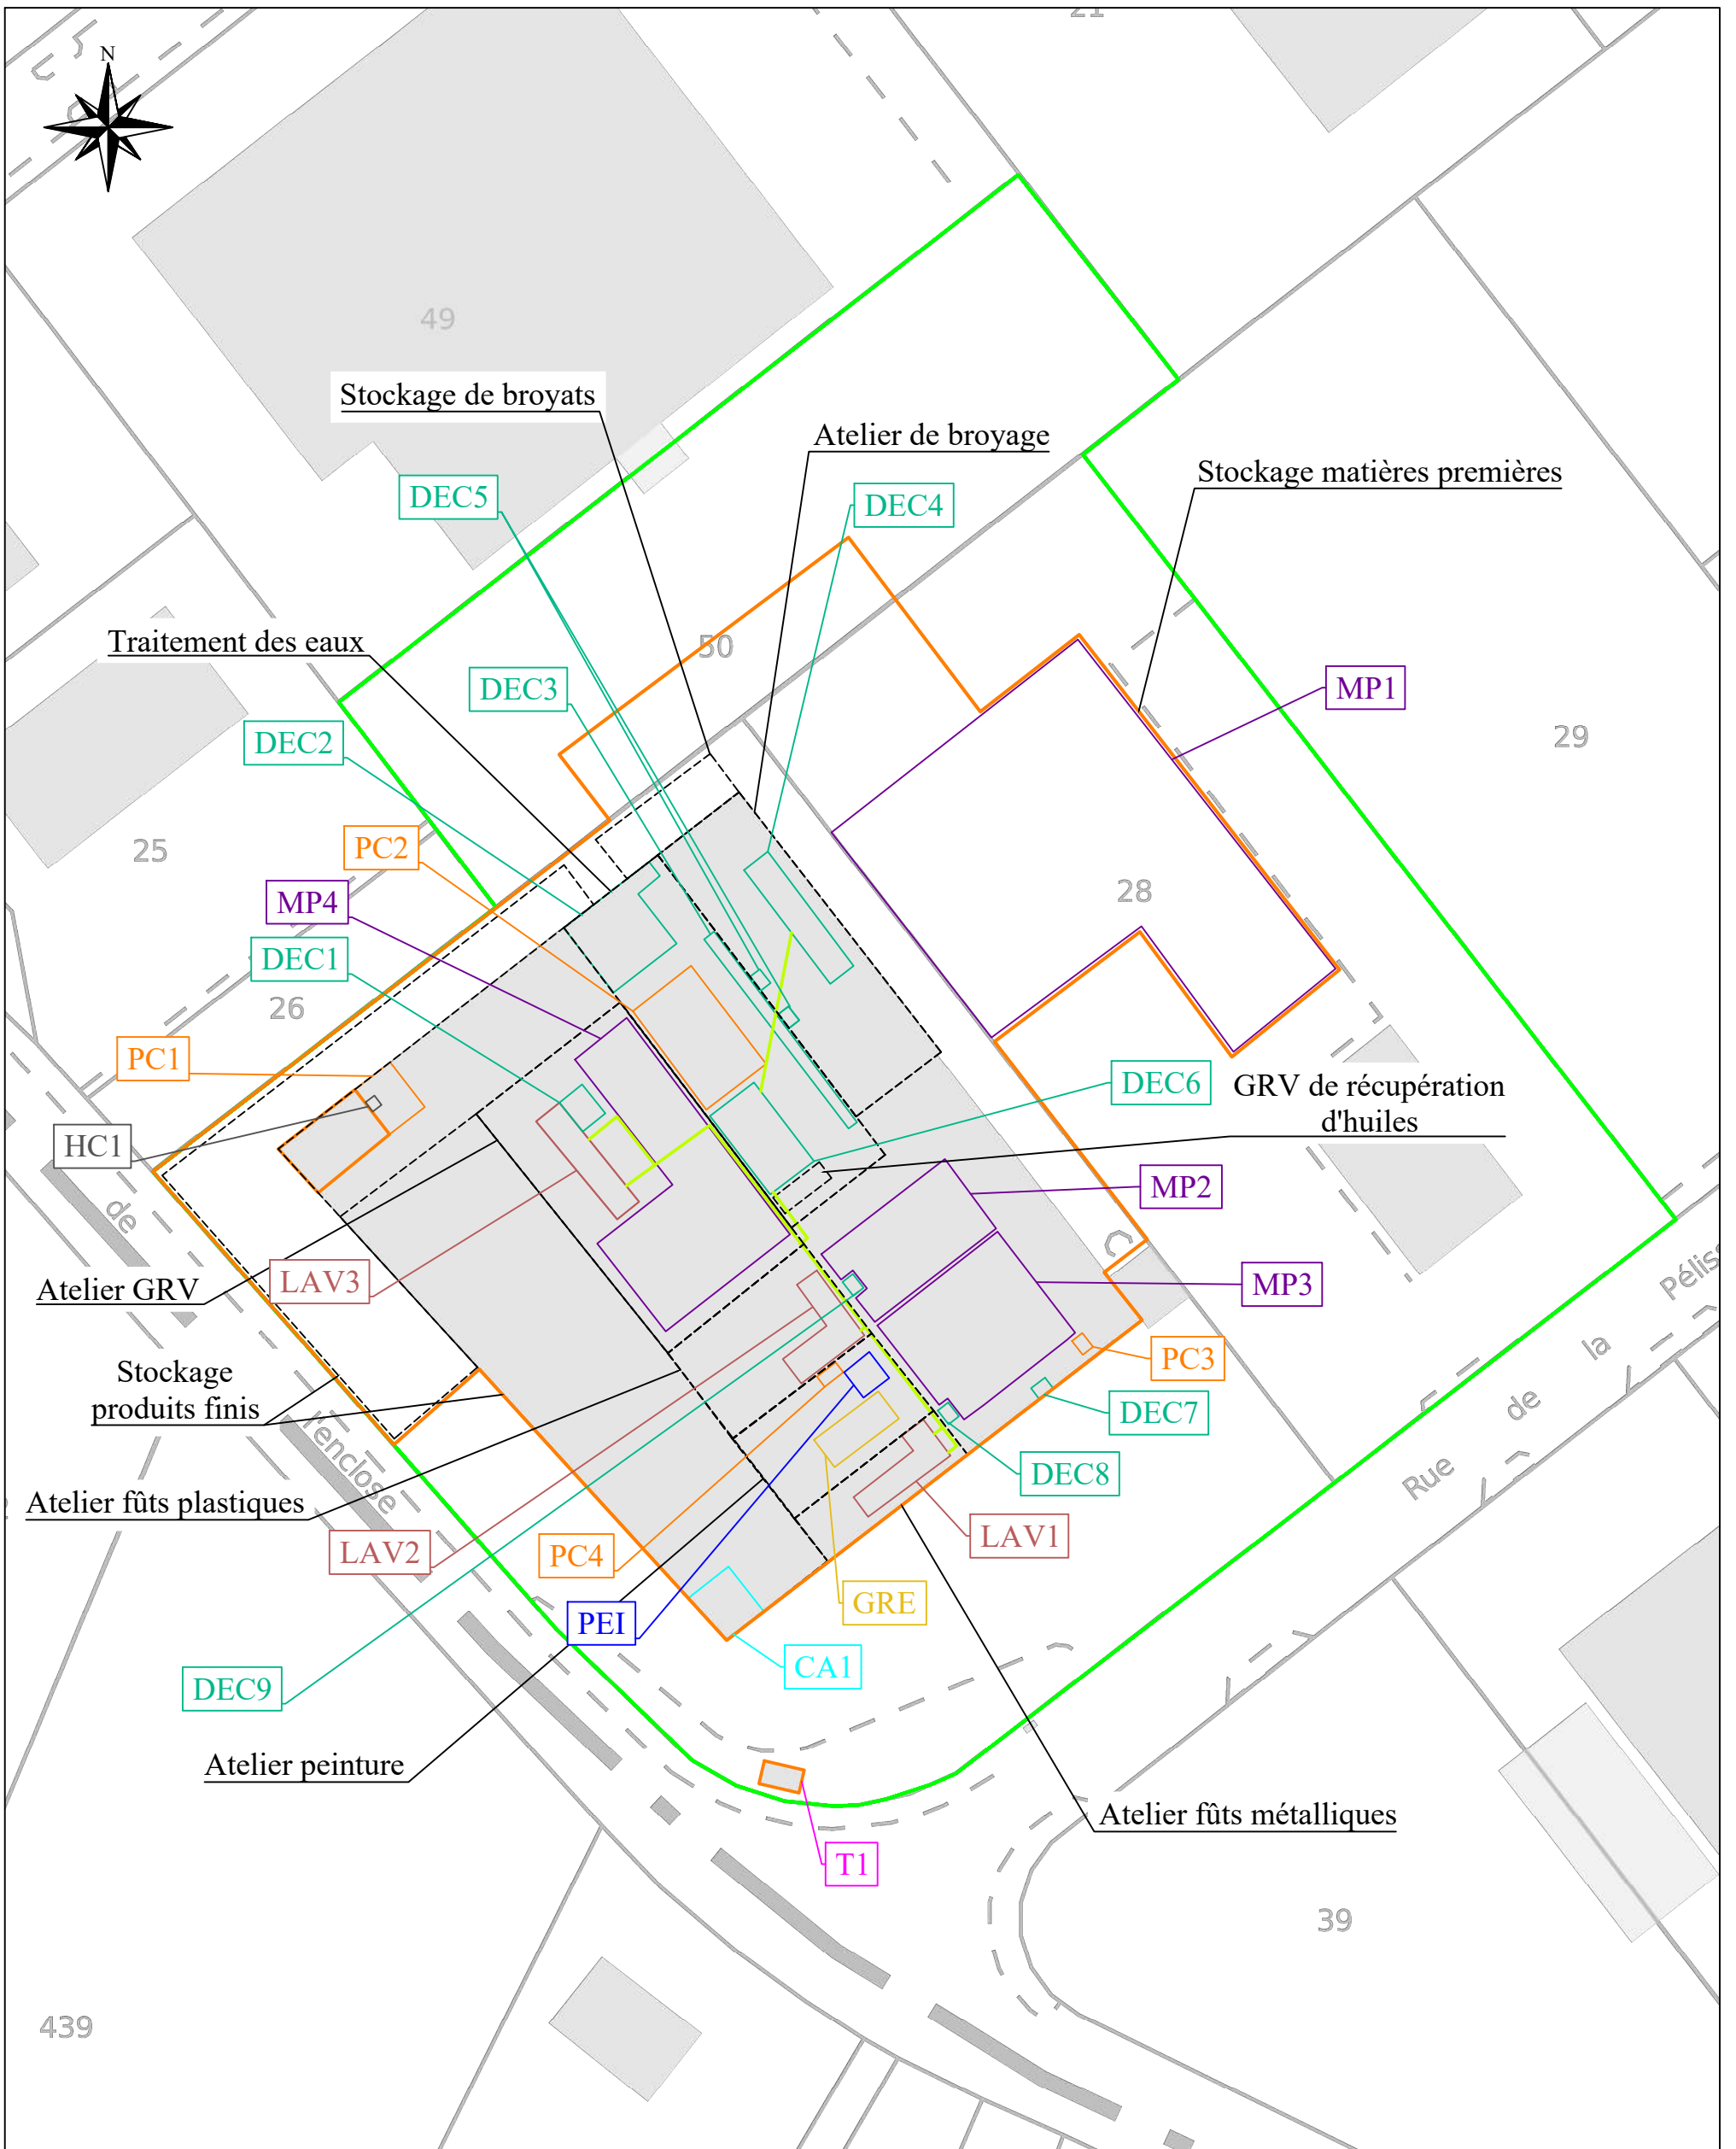 21
N
49
Stockage de broyats
Atelier de broyage
Stockage matières premières
DEC5
DEC4
Traitement des eaux
50
DEC3
MP1
DEC2
29
PC2
25
28
MP4
DEC1
26
PC1
DEC6
GRV de récupération
d'huiles
HC1
MP2
de
LAV3
Atelier GRV
MP3
la
PC3
Stockage
produits finis
de
DEC7
l'enclose
DEC8
Rue
Atelier fûts plastiques
LAV2
PC4
LAV1
GRE
PEI
CA1
DEC9
Atelier peinture
Atelier fûts métalliques
T1
39
439